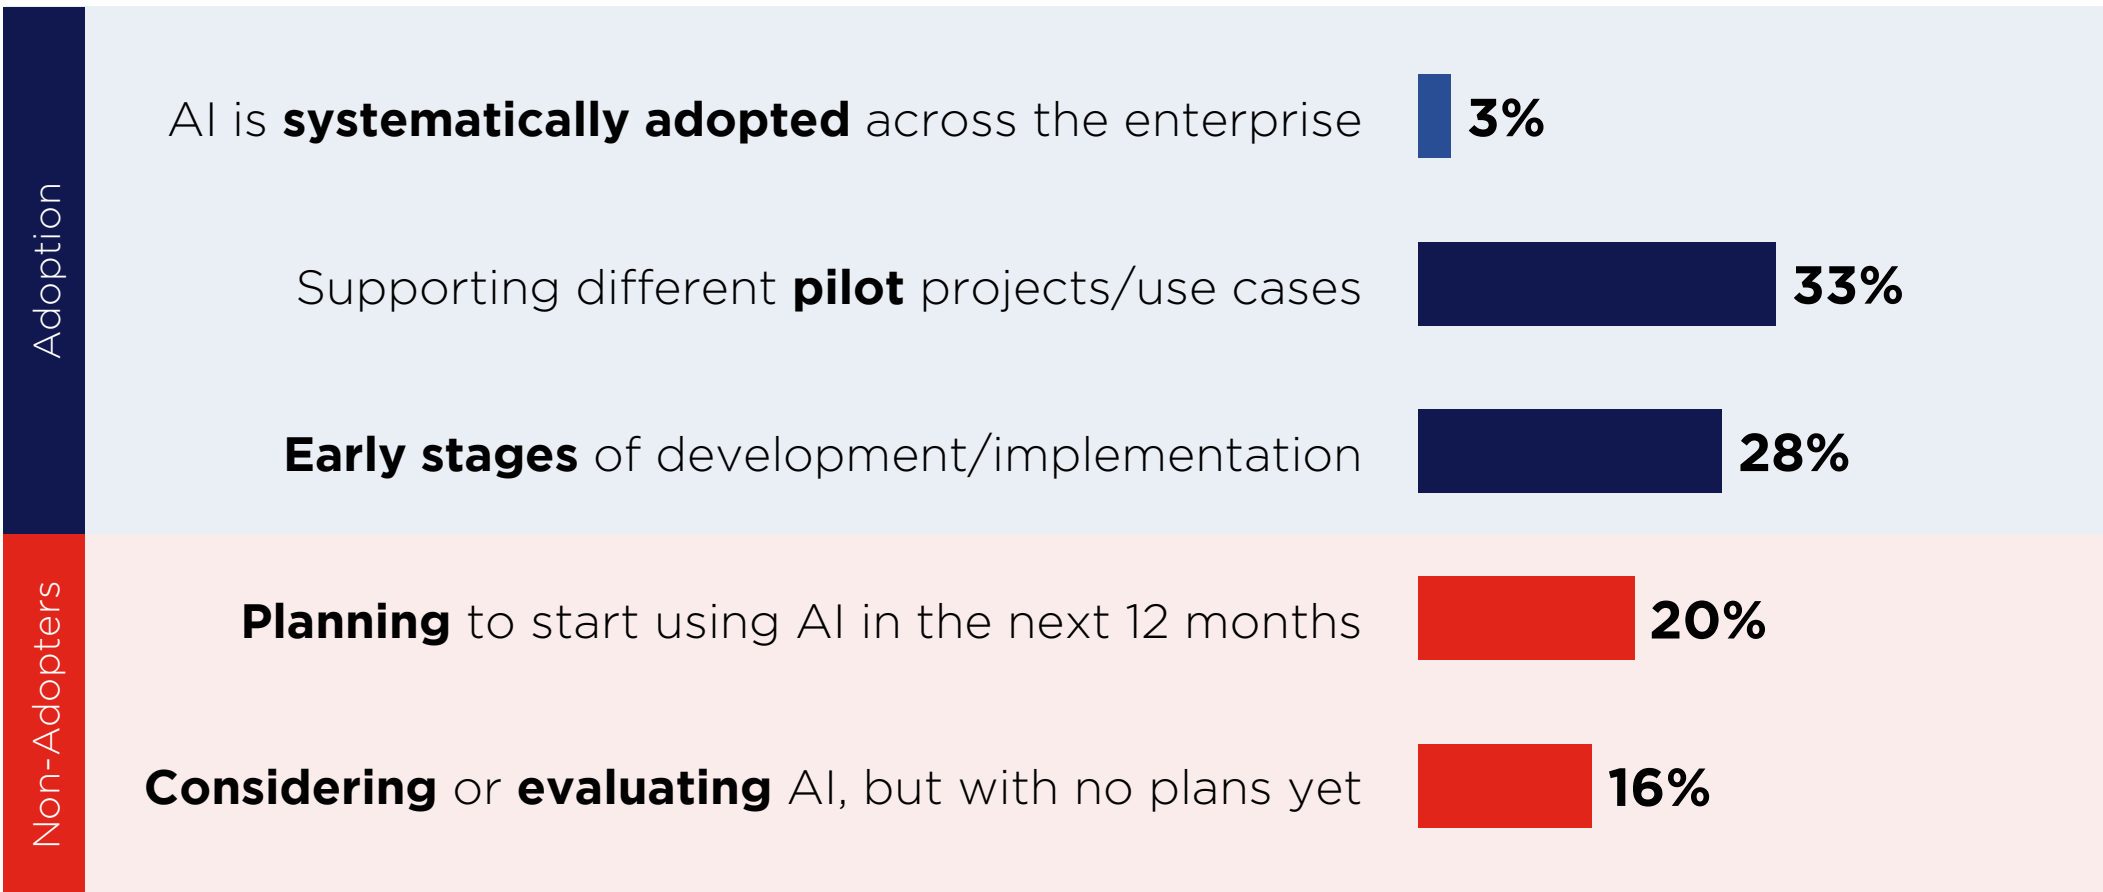 Adoption
AI is systematically adopted across the enterprise 3%
Supporting different pilot projects/use cases 33%
Early stages of development/implementation 28%
Non-Adopters
Planning to start using AI in the next 12 months 20%
Considering or evaluating AI, but with no plans yet 16%